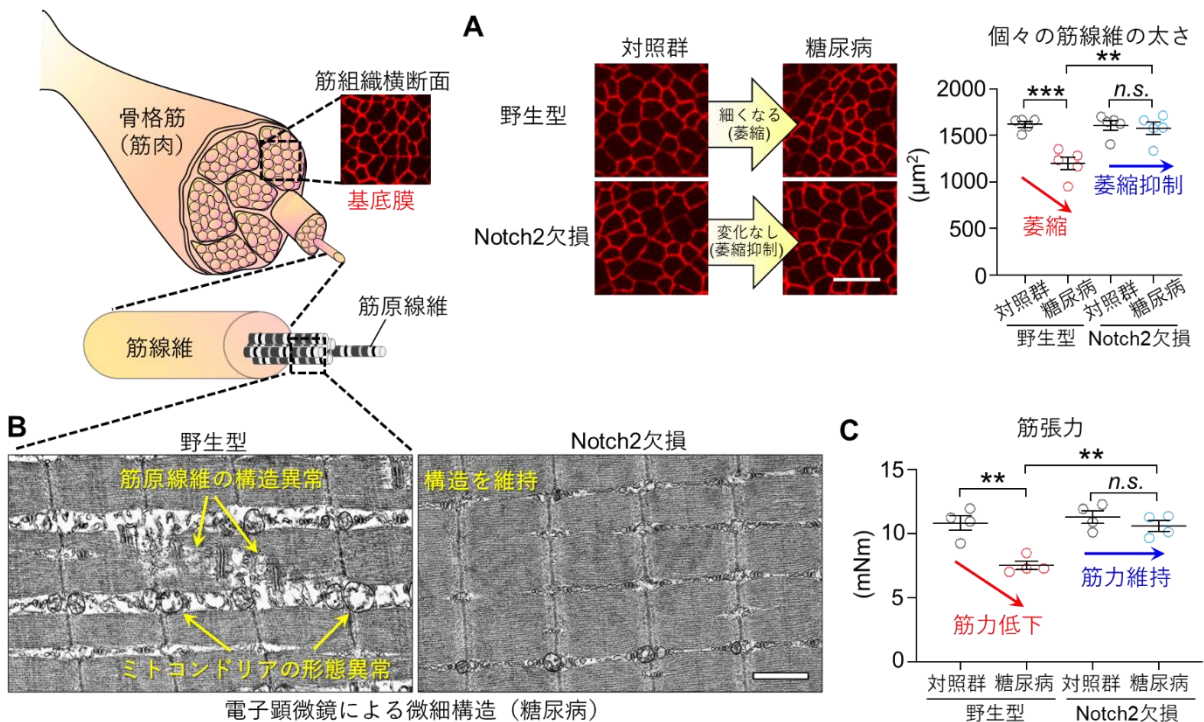 骨格筋
(筋肉)
筋組織横断面
基底膜
筋原線維
筋線維
A
対照群
糖尿病
野生型
細くなる
(萎縮)
Notch2欠損
変化なし
(萎縮抑制)
個々の筋線維の太さ
**
***
n.s.
2000
1500
1000
500
0
(μm²)
萎縮
萎縮抑制
対照群
糖尿病
対照群
糖尿病
野生型
Notch2欠損
B
野生型
Notch2欠損
筋原線維の構造異常
ミトコンドリアの形態異常
構造を維持
電子顕微鏡による微細構造（糖尿病）
C
筋張力
**
**
n.s.
15
10
5
0
(mNm)
筋力低下
筋力維持
対照群
糖尿病
対照群
糖尿病
野生型
Notch2欠損